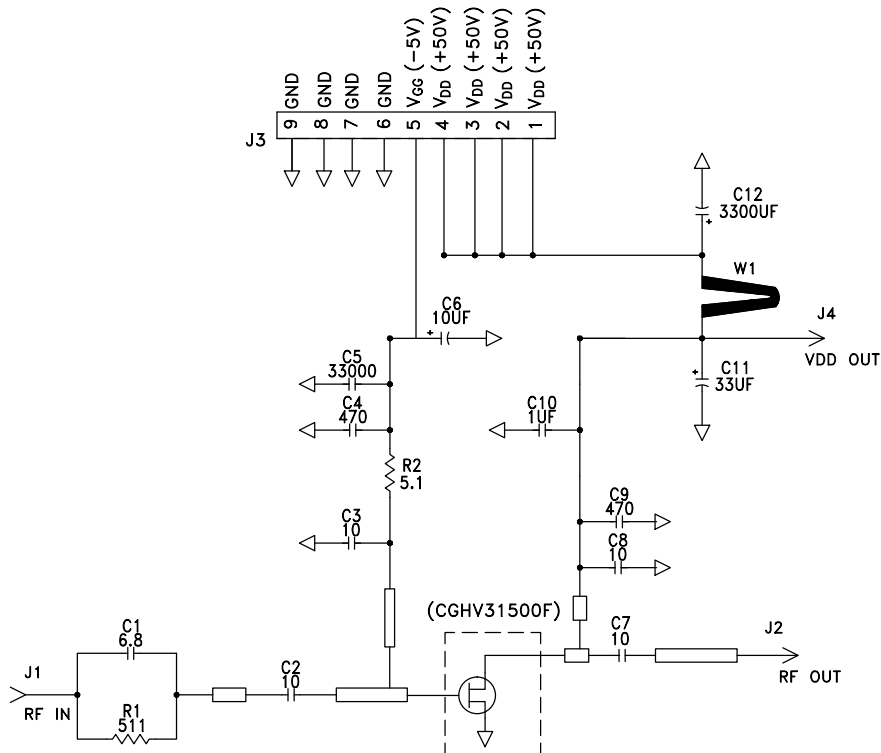 GND
GND
GND
GND
VGG (-5V)
VDD (+50V)
VDD (+50V)
VDD (+50V)
VDD (+50V)
J3
9
8
7
6
5
4
3
2
1
C12
3300UF
W1
C6
10UF
J4
VDD OUT
C5
33000
C11
33UF
C4
470
C10
1UF
R2
5.1
C9
470
C3
10
C8
10
(CGHV31500F)
C1
6.8
C7
10
J2
RF OUT
J1
RF IN
C2
10
R1
511